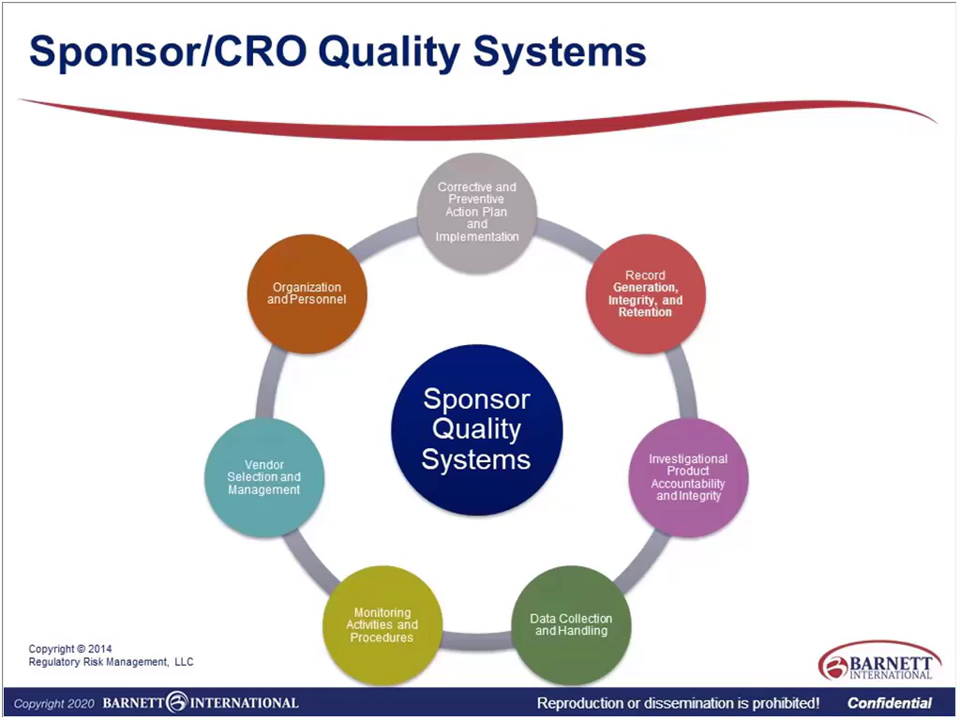 Sponsor/CRO Quality Systems
Corrective and
Preventive
Action Plan
and
Implementation
Record
Generation,
Integrity, and
Retention
Organization
and Personnel
Sponsor
Quality
Systems
Investigational
Product
Accountability
and Integrity
Vendor
Selection and
Management
Data Collection
and Handling
Monitoring
Activities and
Procedures
Copyright © 2014
Regulatory Risk Management, LLC
BARNETT
INTERNATIONAL
Copyright 2020 BARNETT INTERNATIONAL
Reproduction or dissemination is prohibited! Confidential